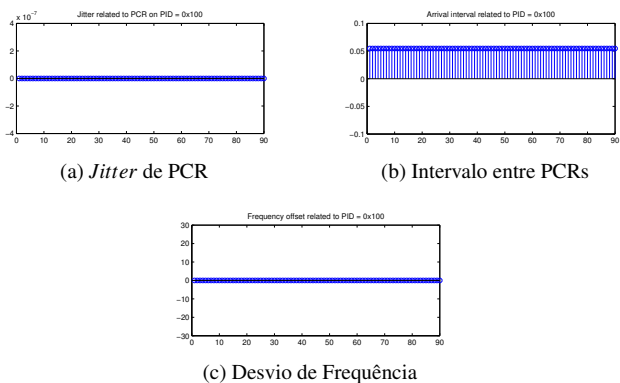 x 10^-7
Jitter related to PCR on PID = 0x100
4
2
0
−2
−4
0 10 20 30 40 50 60 70 80 90
(a) Jitter de PCR
Arrival interval related to PID = 0x100
0.1
0.05
0
−0.05
−0.1
0 10 20 30 40 50 60 70 80 90
(b) Intervalo entre PCRs
Frequency offset related to PID = 0x100
30
20
10
0
−10
−20
−30
0 10 20 30 40 50 60 70 80 90
(c) Desvio de Frequência